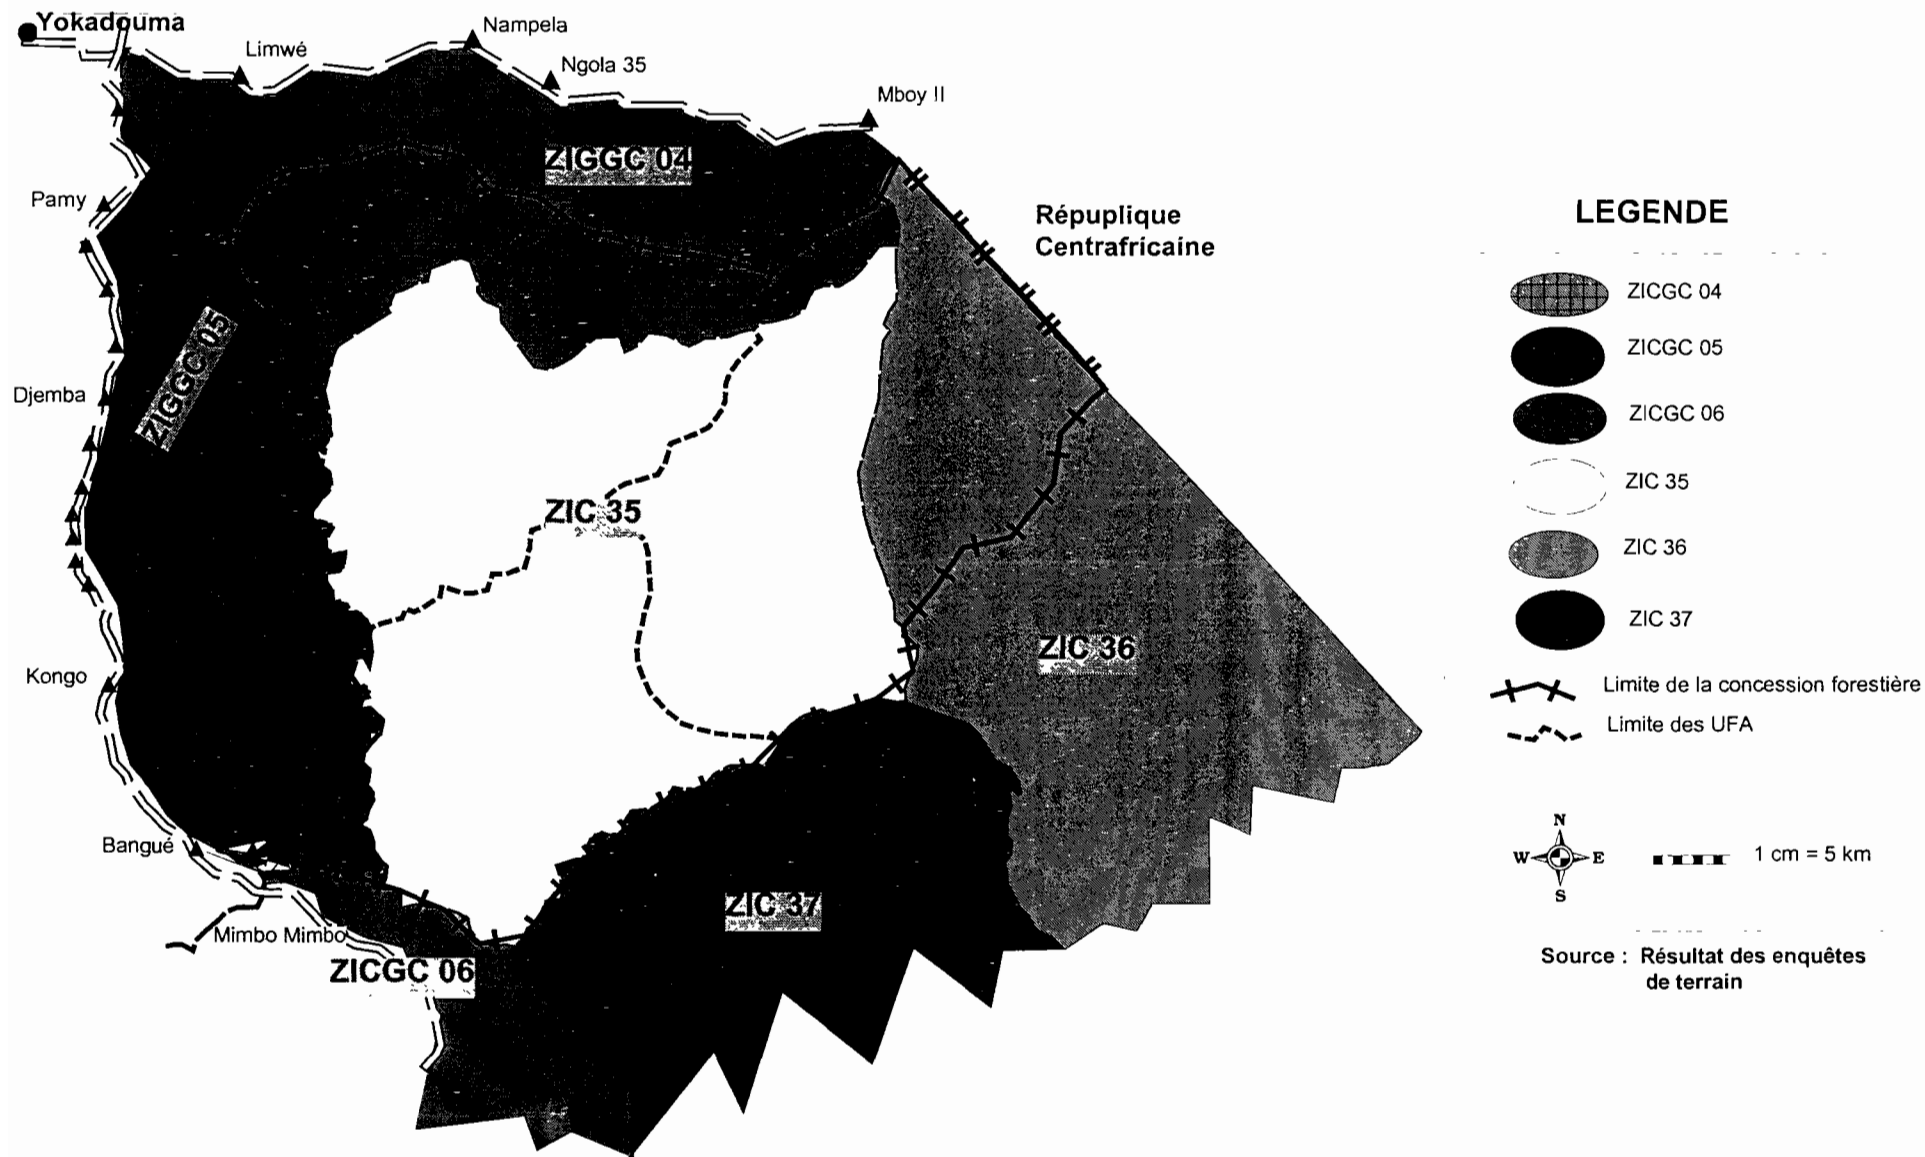 Yokadouma
Nampela
Limwé
Ngola 35
Mboy II
ZIGGC 04
Pamy
Répuplique
Centrafricaine
ZIGGC 05
Djemba
ZIC 35
ZIC 36
Kongo
Bangué
ZIC 37
Mimbo Mimbo
ZICGC 06
LEGENDE
ZICGC 04
ZICGC 05
ZICGC 06
ZIC 35
ZIC 36
ZIC 37
Limite de la concession forestière
Limite des UFA
N
W E
S
1 cm = 5 km
Source : Résultat des enquêtes
de terrain